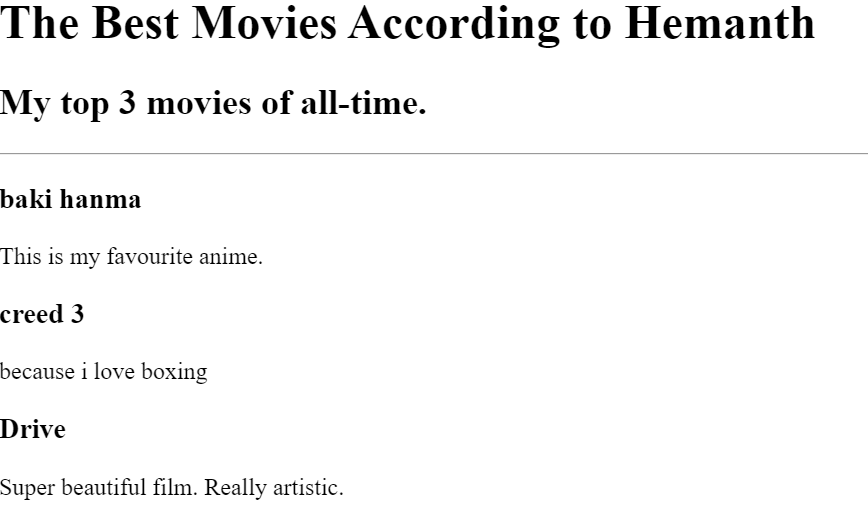 The Best Movies According to Hemanth
My top 3 movies of all-time.
baki hanma
This is my favourite anime.
creed 3
because i love boxing
Drive
Super beautiful film. Really artistic.